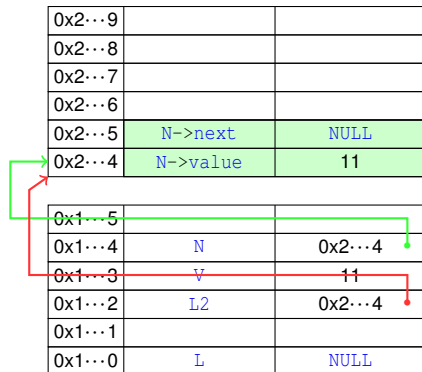 0x2···9
0x2···8
0x2···7
0x2···6
0x2···5 N->next NULL
0x2···4 N->value 11
0x1···5
0x1···4 N 0x2···4
0x1···3 V 11
0x1···2 L2 0x2···4
0x1···1
0x1···0 L NULL